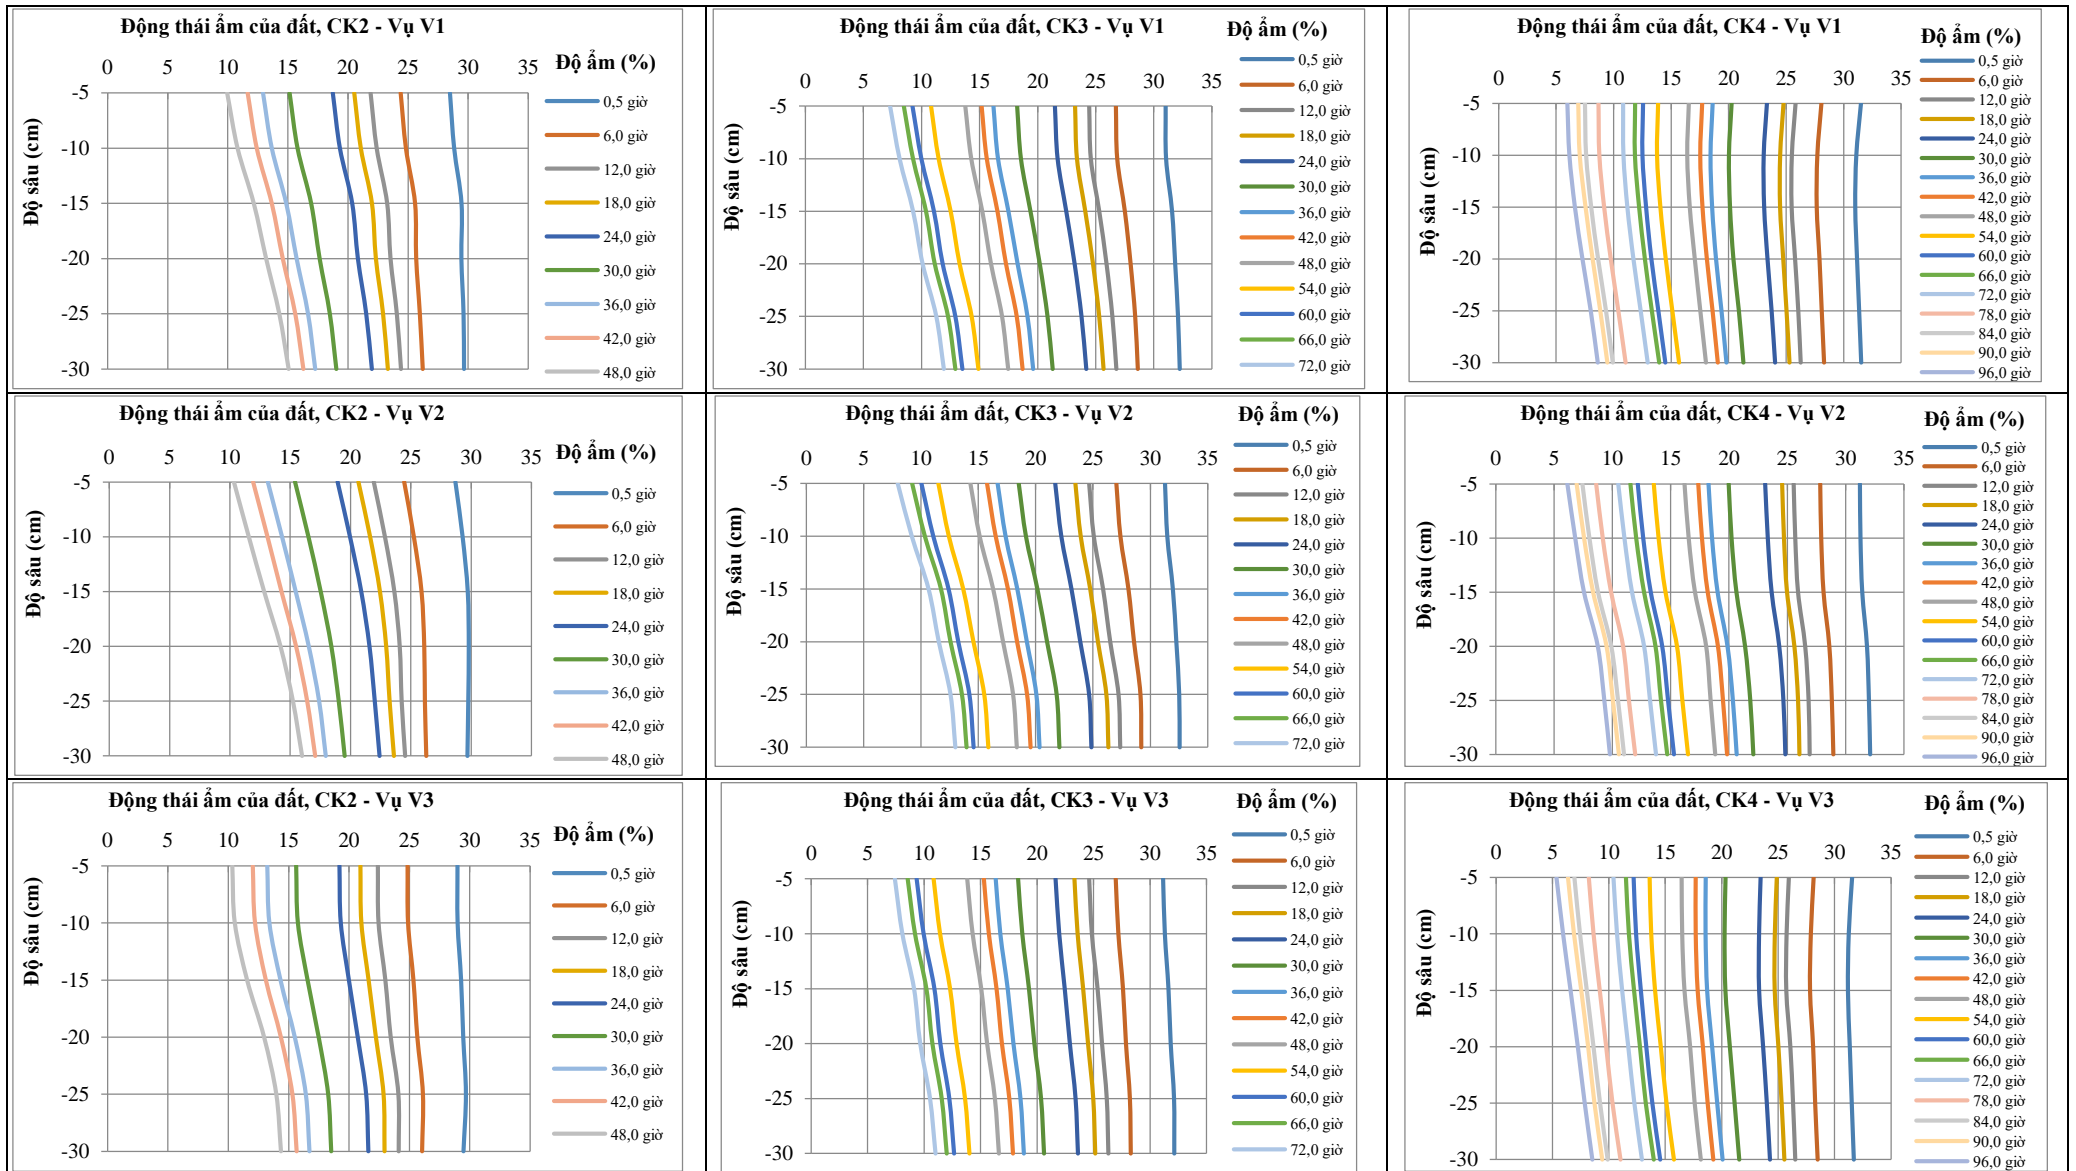 Động thái ẩm của đất, CK2 - Vụ V1
Độ ẩm (%)
0 5 10 15 20 25 30 35
-5
-10
-15
-20
-25
-30
Độ sâu (cm)
0,5 giờ
6,0 giờ
12,0 giờ
18,0 giờ
24,0 giờ
30,0 giờ
36,0 giờ
42,0 giờ
48,0 giờ
Động thái ẩm của đất, CK3 - Vụ V1
Độ ẩm (%)
0 5 10 15 20 25 30 35
-5
-10
-15
-20
-25
-30
Độ sâu (cm)
0,5 giờ
6,0 giờ
12,0 giờ
18,0 giờ
24,0 giờ
30,0 giờ
36,0 giờ
42,0 giờ
48,0 giờ
54,0 giờ
60,0 giờ
66,0 giờ
72,0 giờ
Động thái ẩm của đất, CK4 - Vụ V1
Độ ẩm (%)
0 5 10 15 20 25 30 35
-5
-10
-15
-20
-25
-30
Độ sâu (cm)
0,5 giờ
6,0 giờ
12,0 giờ
18,0 giờ
24,0 giờ
30,0 giờ
36,0 giờ
42,0 giờ
48,0 giờ
54,0 giờ
60,0 giờ
66,0 giờ
72,0 giờ
78,0 giờ
84,0 giờ
90,0 giờ
96,0 giờ
Động thái ẩm của đất, CK2 - Vụ V2
Độ ẩm (%)
0 5 10 15 20 25 30 35
-5
-10
-15
-20
-25
-30
Độ sâu (cm)
0,5 giờ
6,0 giờ
12,0 giờ
18,0 giờ
24,0 giờ
30,0 giờ
36,0 giờ
42,0 giờ
48,0 giờ
Động thái ẩm đất, CK3 - Vụ V2
Độ ẩm (%)
0 5 10 15 20 25 30 35
-5
-10
-15
-20
-25
-30
Độ sâu (cm)
0,5 giờ
6,0 giờ
12,0 giờ
18,0 giờ
24,0 giờ
30,0 giờ
36,0 giờ
42,0 giờ
48,0 giờ
54,0 giờ
60,0 giờ
66,0 giờ
72,0 giờ
Động thái ẩm của đất, CK4 - Vụ V2
Độ ẩm (%)
0 5 10 15 20 25 30 35
-5
-10
-15
-20
-25
-30
Độ sâu (cm)
0,5 giờ
6,0 giờ
12,0 giờ
18,0 giờ
24,0 giờ
30,0 giờ
36,0 giờ
42,0 giờ
48,0 giờ
54,0 giờ
60,0 giờ
66,0 giờ
72,0 giờ
78,0 giờ
84,0 giờ
90,0 giờ
96,0 giờ
Động thái ẩm của đất, CK2 - Vụ V3
Độ ẩm (%)
0 5 10 15 20 25 30 35
-5
-10
-15
-20
-25
-30
Độ sâu (cm)
0,5 giờ
6,0 giờ
12,0 giờ
18,0 giờ
24,0 giờ
30,0 giờ
36,0 giờ
42,0 giờ
48,0 giờ
Động thái ẩm của đất, CK3 - Vụ V3
Độ ẩm (%)
0 5 10 15 20 25 30 35
-5
-10
-15
-20
-25
-30
Độ sâu (cm)
0,5 giờ
6,0 giờ
12,0 giờ
18,0 giờ
24,0 giờ
30,0 giờ
36,0 giờ
42,0 giờ
48,0 giờ
54,0 giờ
60,0 giờ
66,0 giờ
72,0 giờ
Động thái ẩm của đất, CK4 - Vụ V3
Độ ẩm (%)
0 5 10 15 20 25 30 35
-5
-10
-15
-20
-25
-30
Độ sâu (cm)
0,5 giờ
6,0 giờ
12,0 giờ
18,0 giờ
24,0 giờ
30,0 giờ
36,0 giờ
42,0 giờ
48,0 giờ
54,0 giờ
60,0 giờ
66,0 giờ
72,0 giờ
78,0 giờ
84,0 giờ
90,0 giờ
96,0 giờ